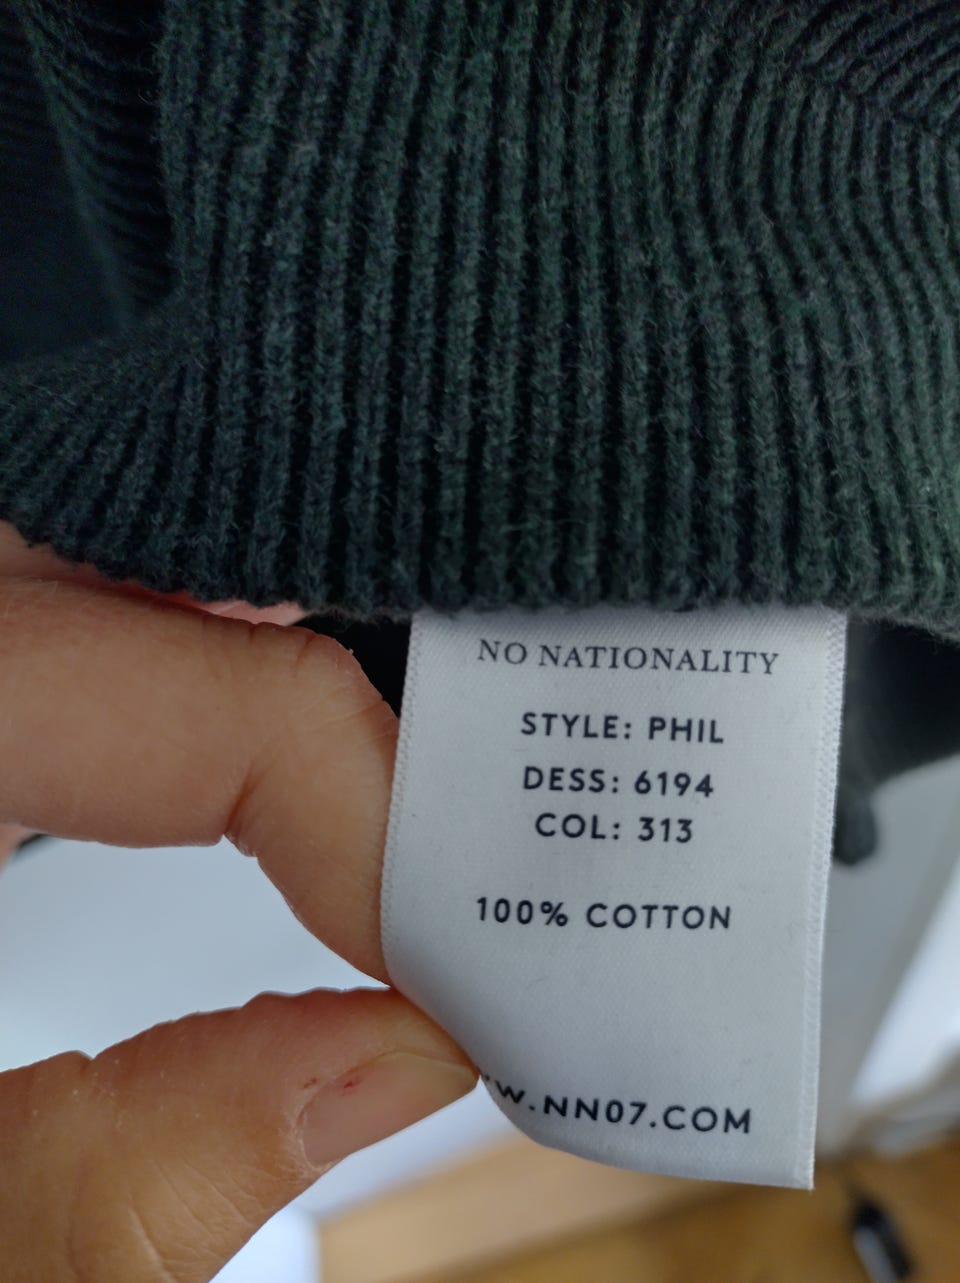 NO NATIONALITY
STYLE: PHIL
DESS: 6194
COL: 313
100% COTTON
W.NN07.COM